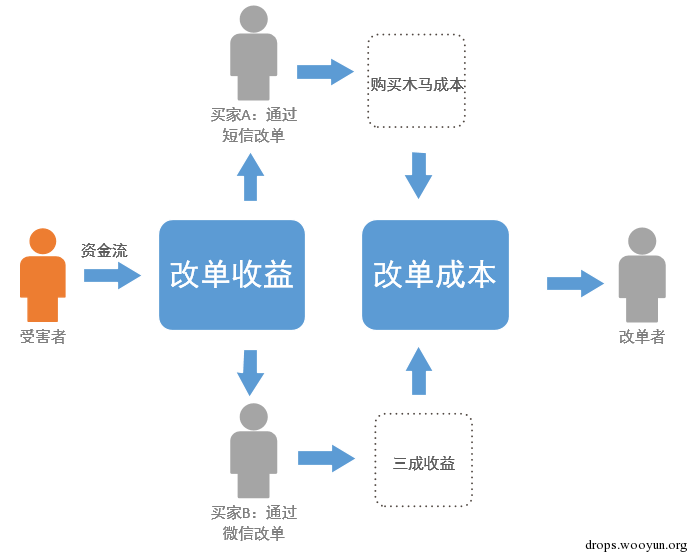 买家A：通过
短信改单
购买木马成本
资金流
受害者
改单收益
改单成本
改单者
买家B：通过
微信改单
三成收益
drops.wooyun.org